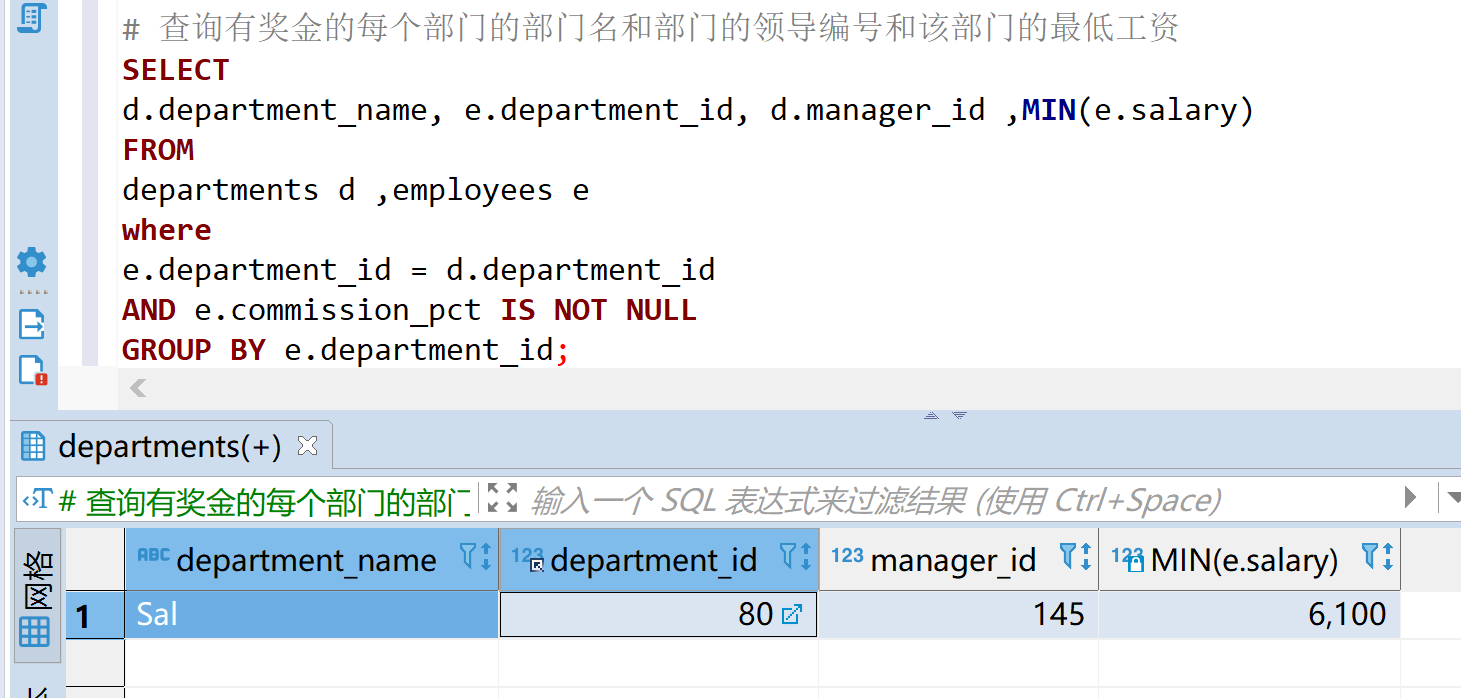 # 查询有奖金的每个部门的部门名和部门的领导编号和该部门的最低工资
SELECT
d.department_name, e.department_id, d.manager_id ,MIN(e.salary)
FROM
departments d ,employees e
where
e.department_id = d.department_id
AND e.commission_pct IS NOT NULL
GROUP BY e.department_id;
departments(+)
# 查询有奖金的每个部门的部门
输入一个 SQL 表达式来过滤结果 (使用 Ctrl+Space)
网格
ABC department_name 123 department_id 123 manager_id 123 MIN(e.salary)
1 Sal 80 145 6,100